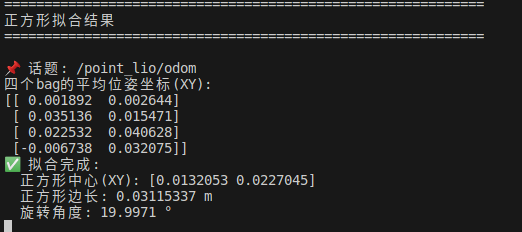 ============================================================
正方形拟合结果
============================================================
📌 话题: /point_lio/odom
四个bag的平均位姿坐标(XY):
[[ 0.001892  0.002644]
 [ 0.035136  0.015471]
 [ 0.022532  0.040628]
 [-0.006738  0.032075]]
✅ 拟合完成:
  正方形中心(XY): [0.0132053 0.0227045]
  正方形边长: 0.03115337 m
  旋转角度: 19.9971 °